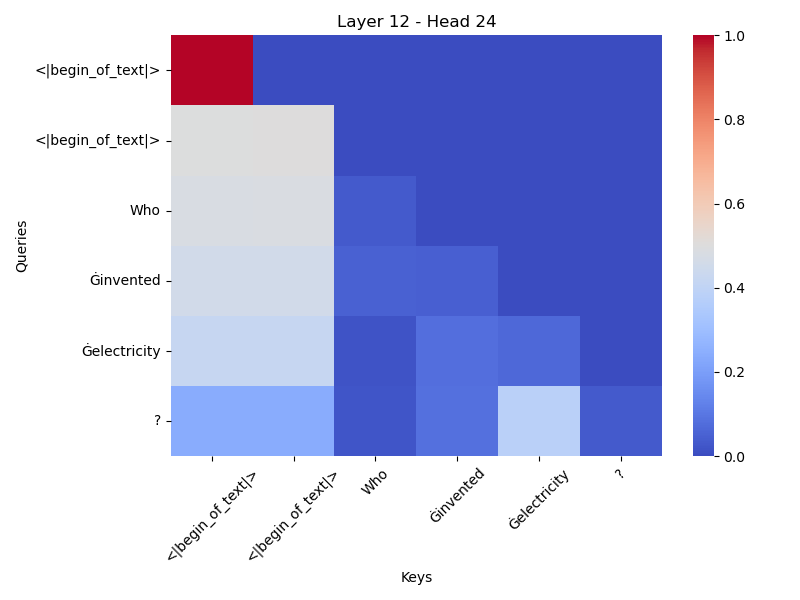 Layer 12 - Head 24
<|begin_of_text|>
<|begin_of_text|>
Who
Ġinvented
Ġelectricity
?
Queries
<|begin_of_text|>
<|begin_of_text|>
Who
Ġinvented
Ġelectricity
?
Keys
1.0
0.8
0.6
0.4
0.2
0.0